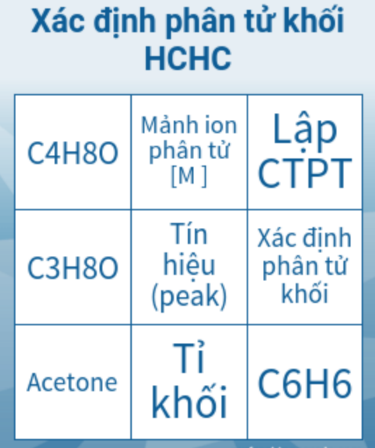 Xác định phân tử khối
HCHC
C4H8O
Mảnh ion
phân tử
[M ]
Lập
CTPT
C3H8O
Tín
hiệu
(peak)
Xác định
phân tử
khối
Acetone
Tỉ
khối
C6H6